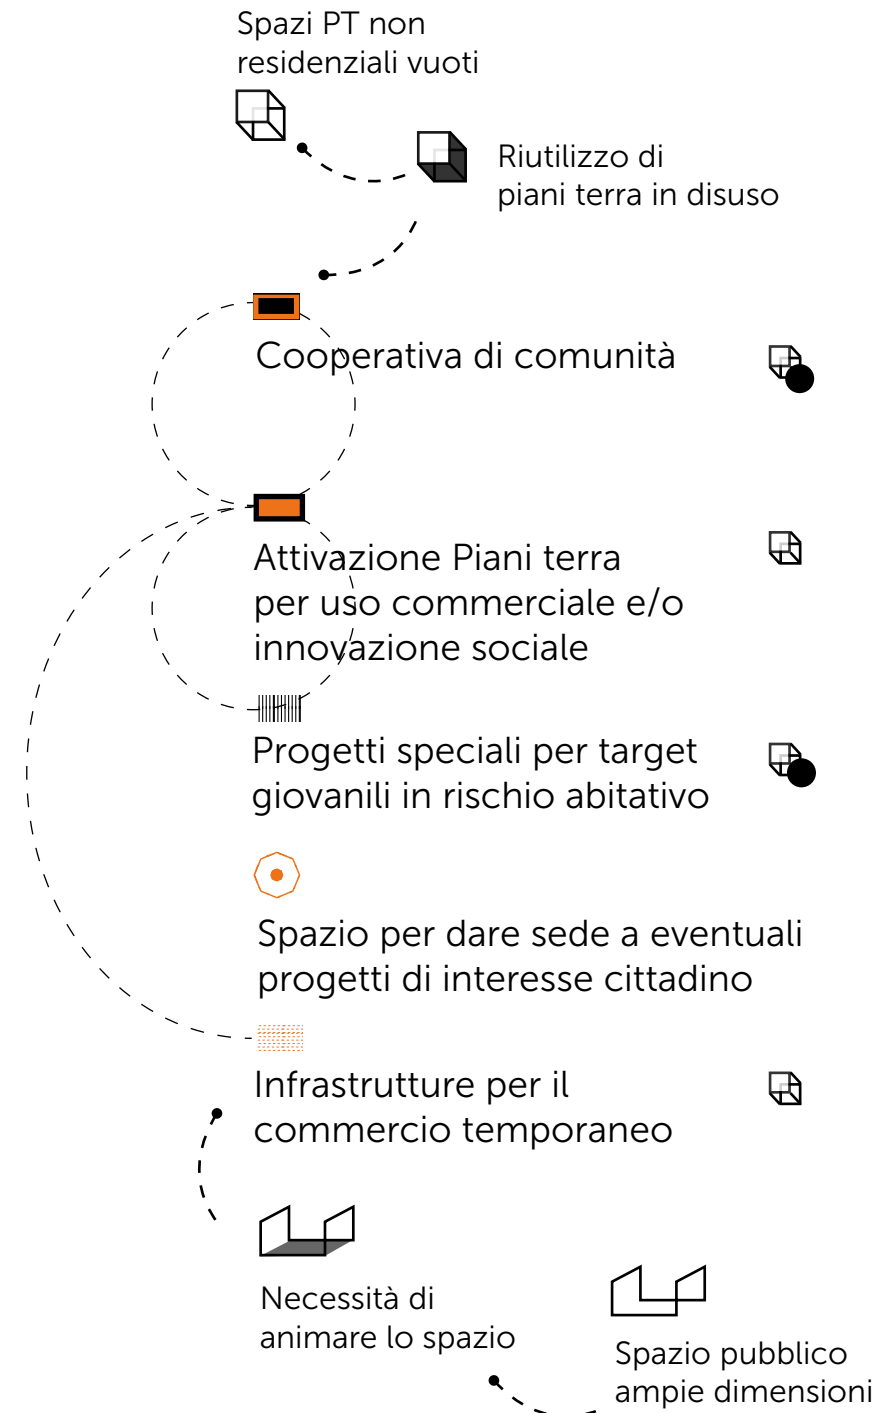 Spazi PT non
residenziali vuoti
Riutilizzo di
piani terra in disuso
Cooperativa di comunità
Attivazione Piani terra
per uso commerciale e/o
innovazione sociale
Progetti speciali per target
giovanili in rischio abitativo
Spazio per dare sede a eventuali
progetti di interesse cittadino
Infrastrutture per il
commercio temporaneo
Necessità di
animare lo spazio
Spazio pubblico
ampie dimensioni